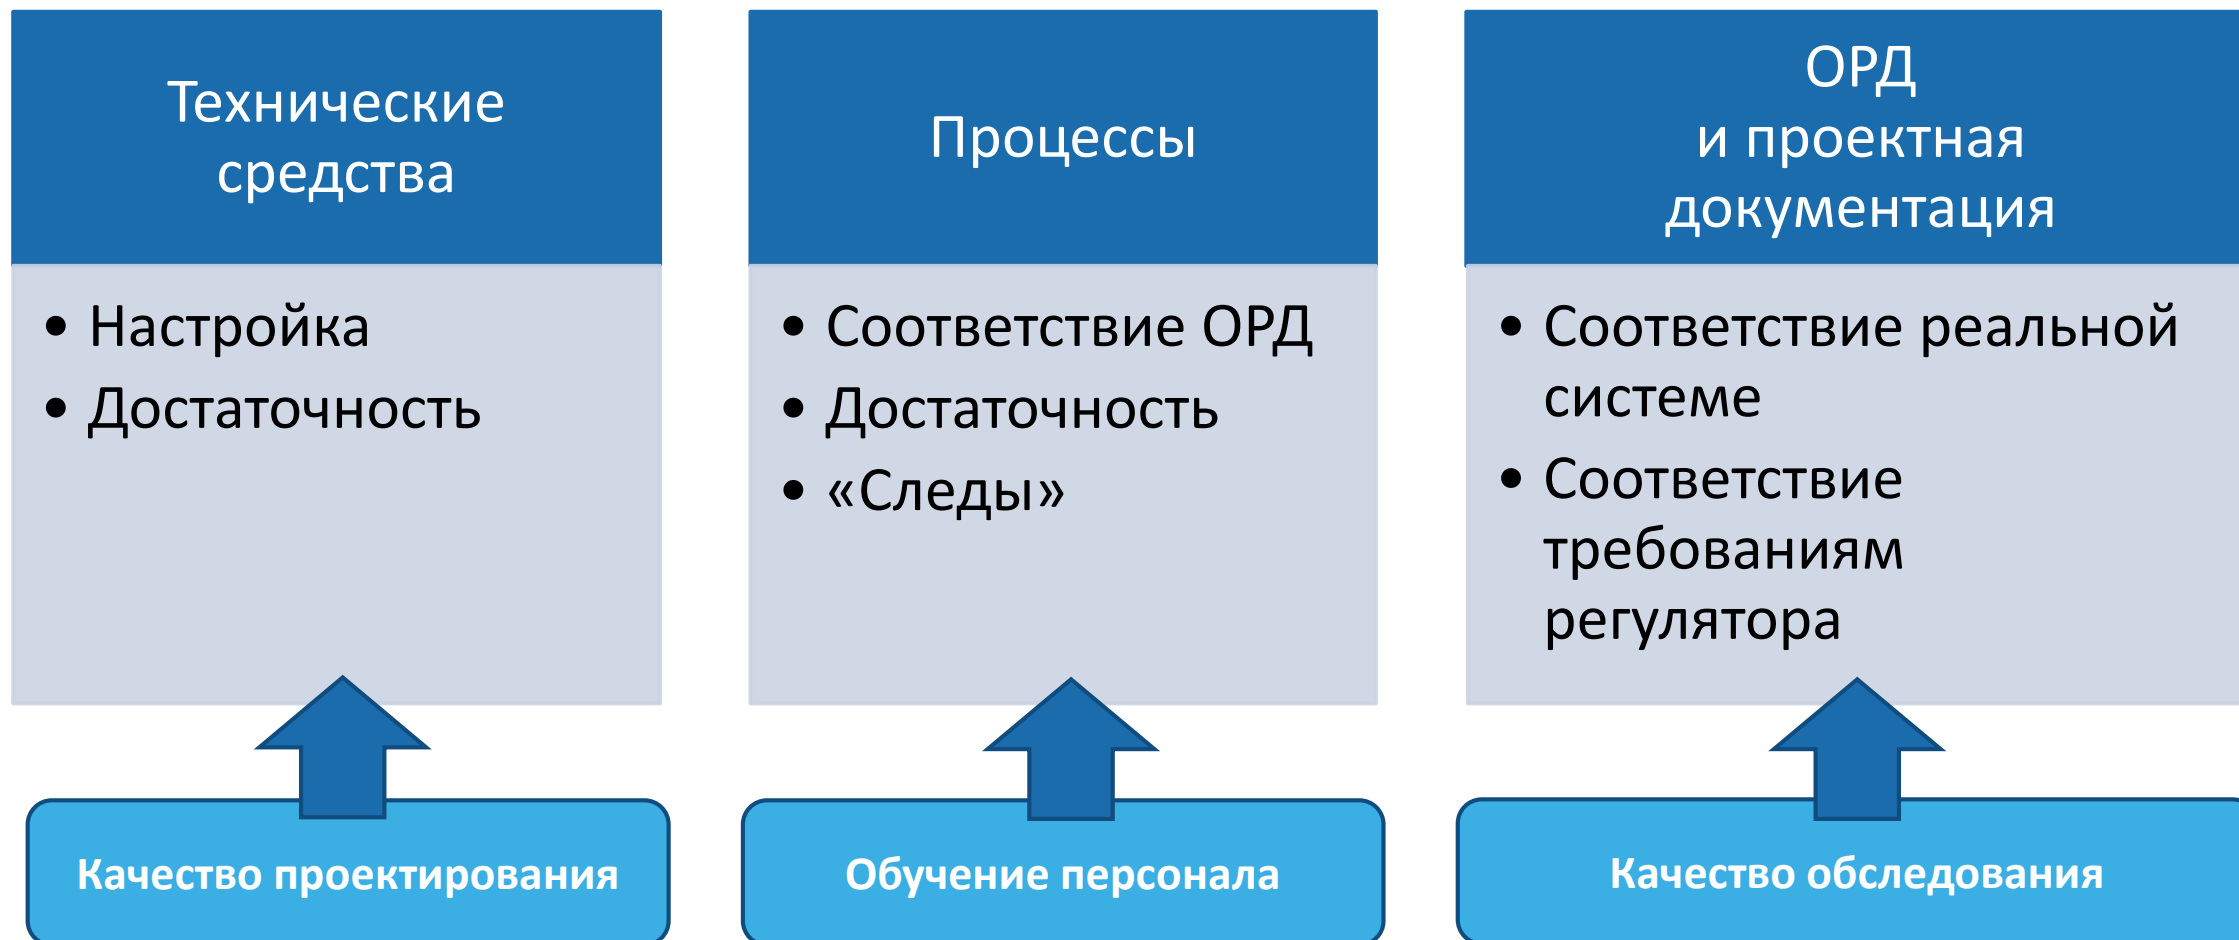 Технические
средства
• Настройка
• Достаточность
Качество проектирования
Процессы
• Соответствие ОРД
• Достаточность
• «Следы»
Обучение персонала
ОРД
и проектная
документация
• Соответствие реальной
системе
• Соответствие
требованиям
регулятора
Качество обследования